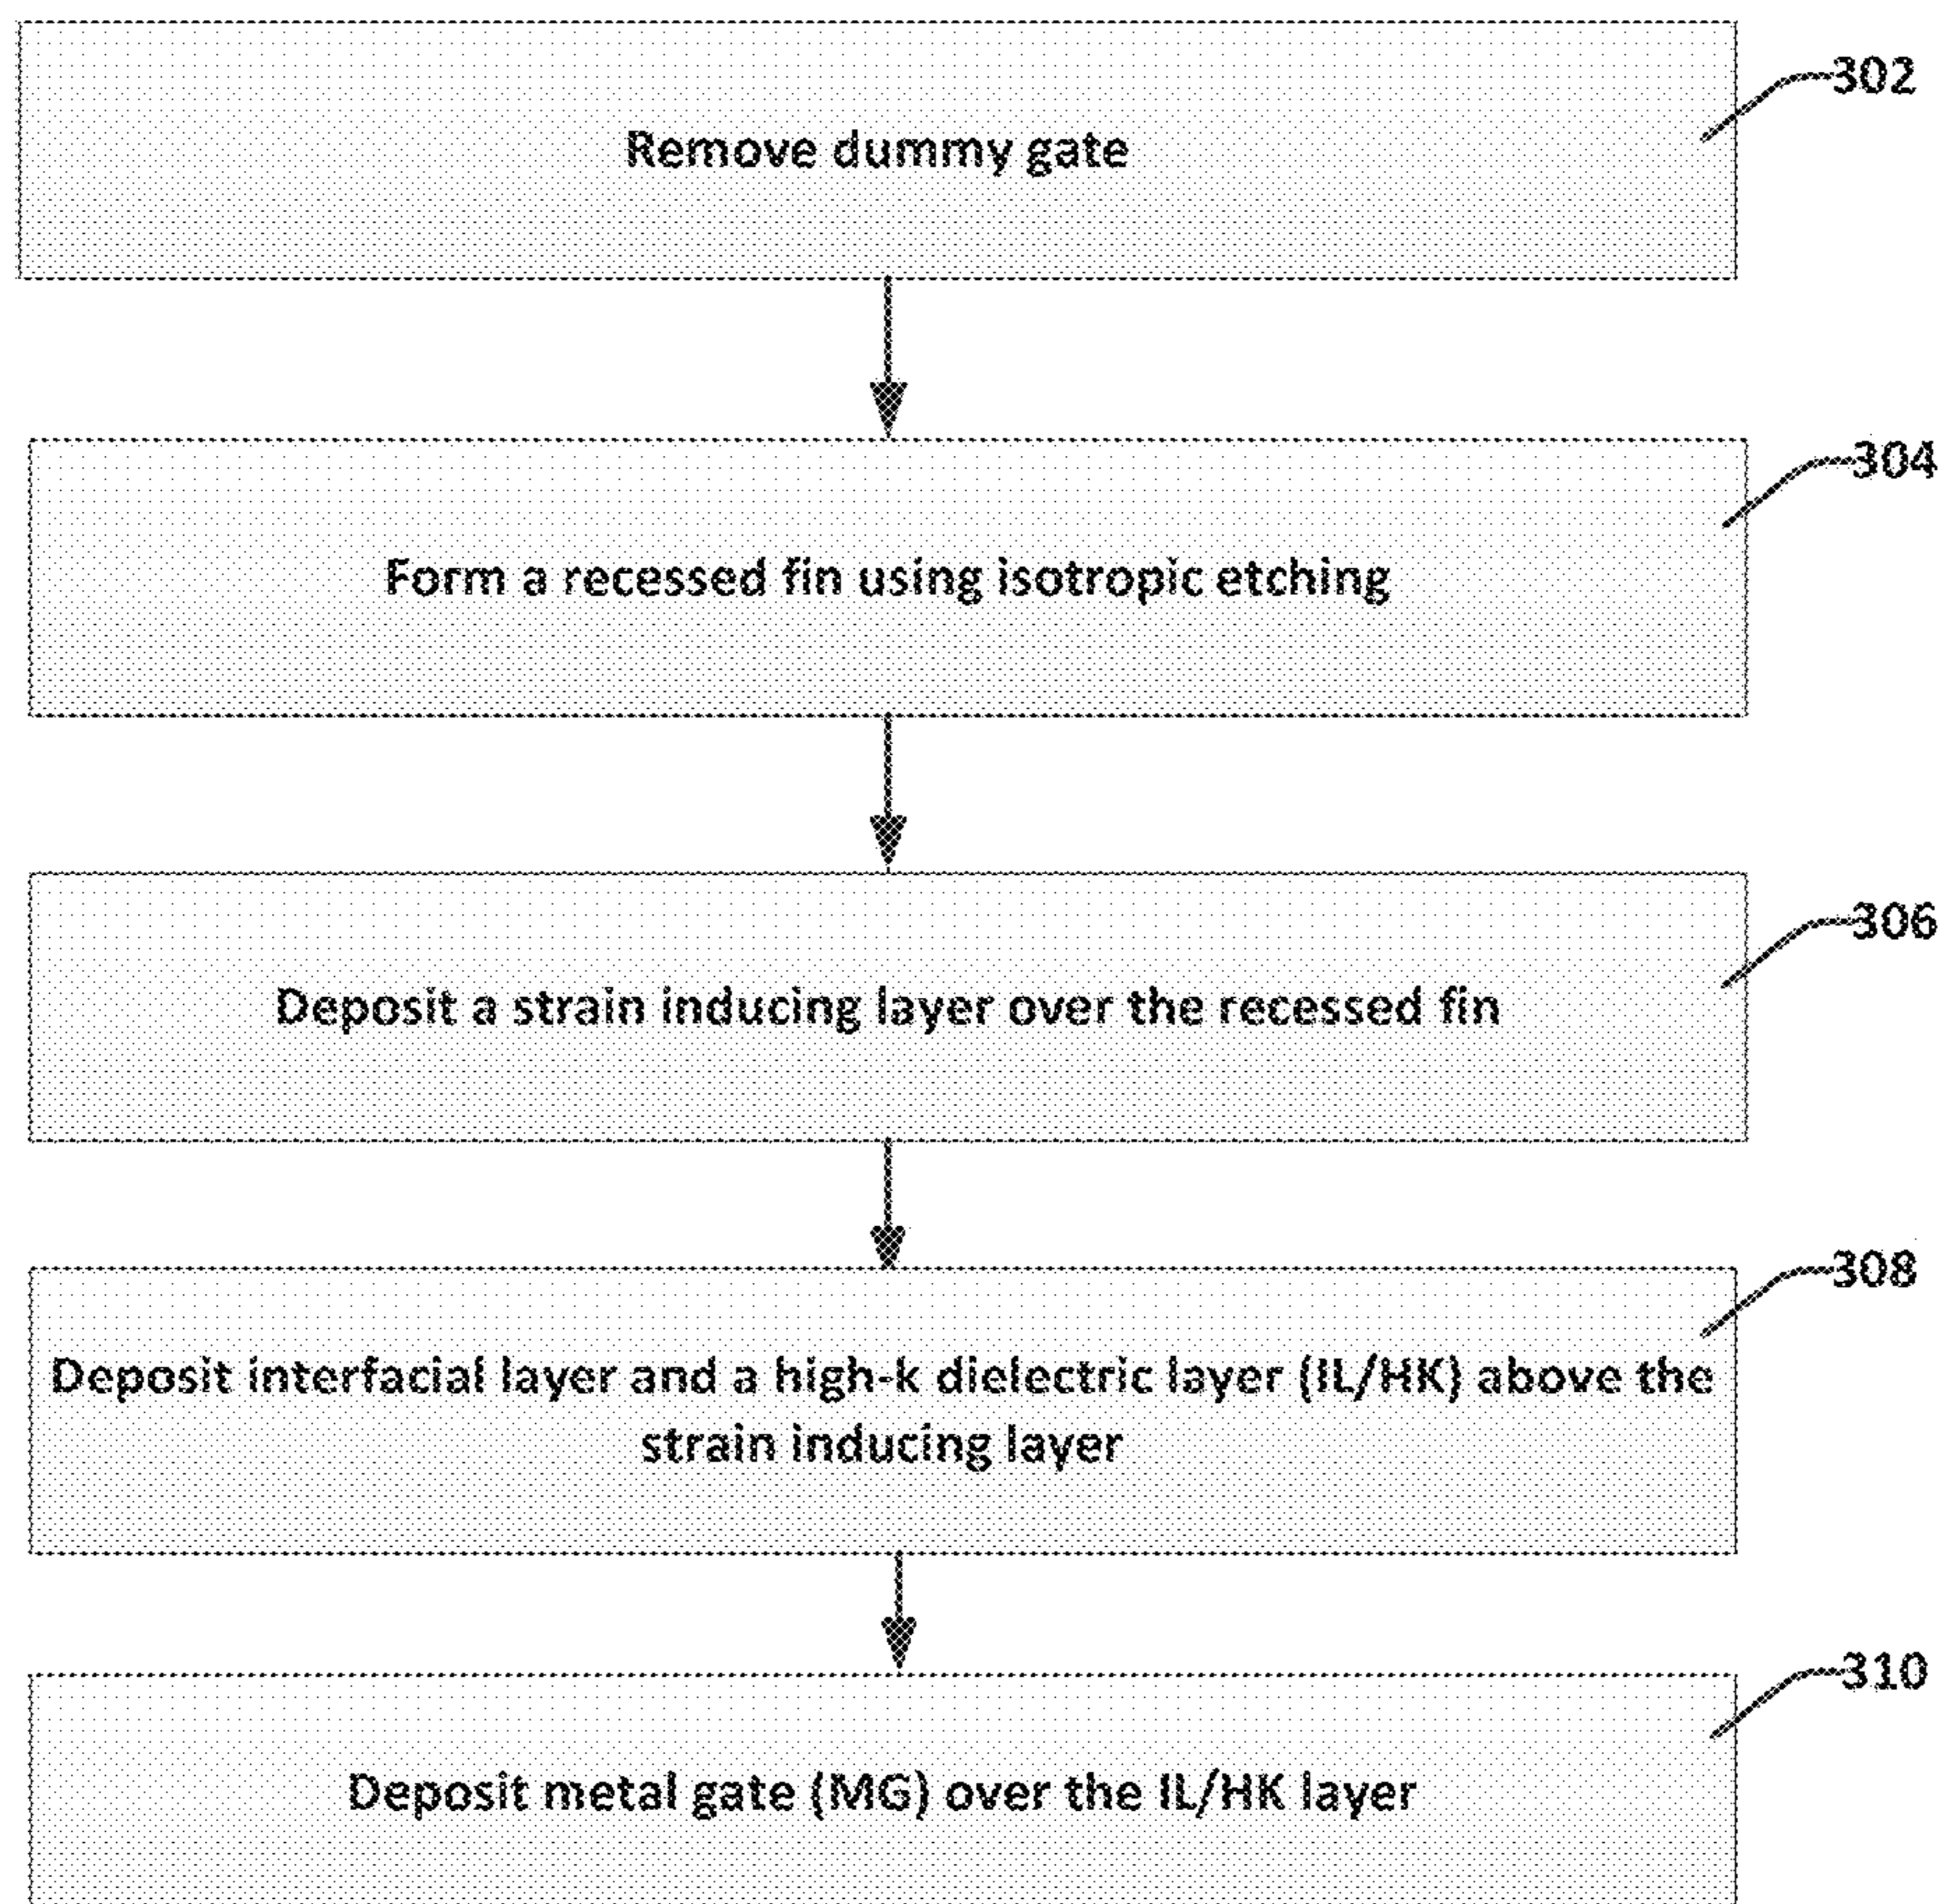 302
Remove dummy gate
304
Form a recessed fin using isotropic etching
306
Deposit a strain inducing layer over the recessed fin
308
Deposit interfacial layer and a high-k dielectric layer (IL/HK) above the
strain inducing layer
310
Deposit metal gate (MG) over the IL/HK layer